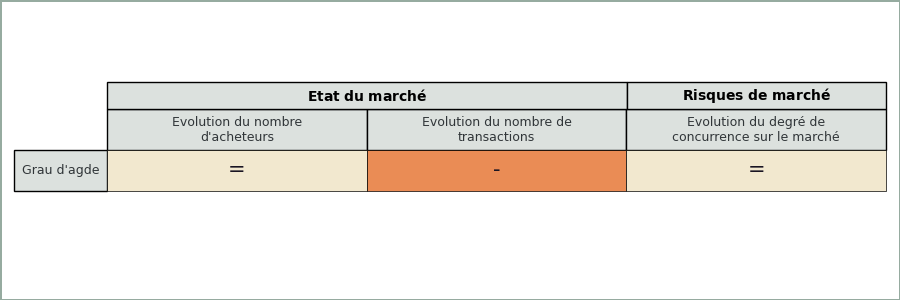 Etat du marché
Risques de marché
Evolution du nombre
d'acheteurs
Evolution du nombre de
transactions
Evolution du degré de
concurrence sur le marché
Grau d'agde
=
-
=